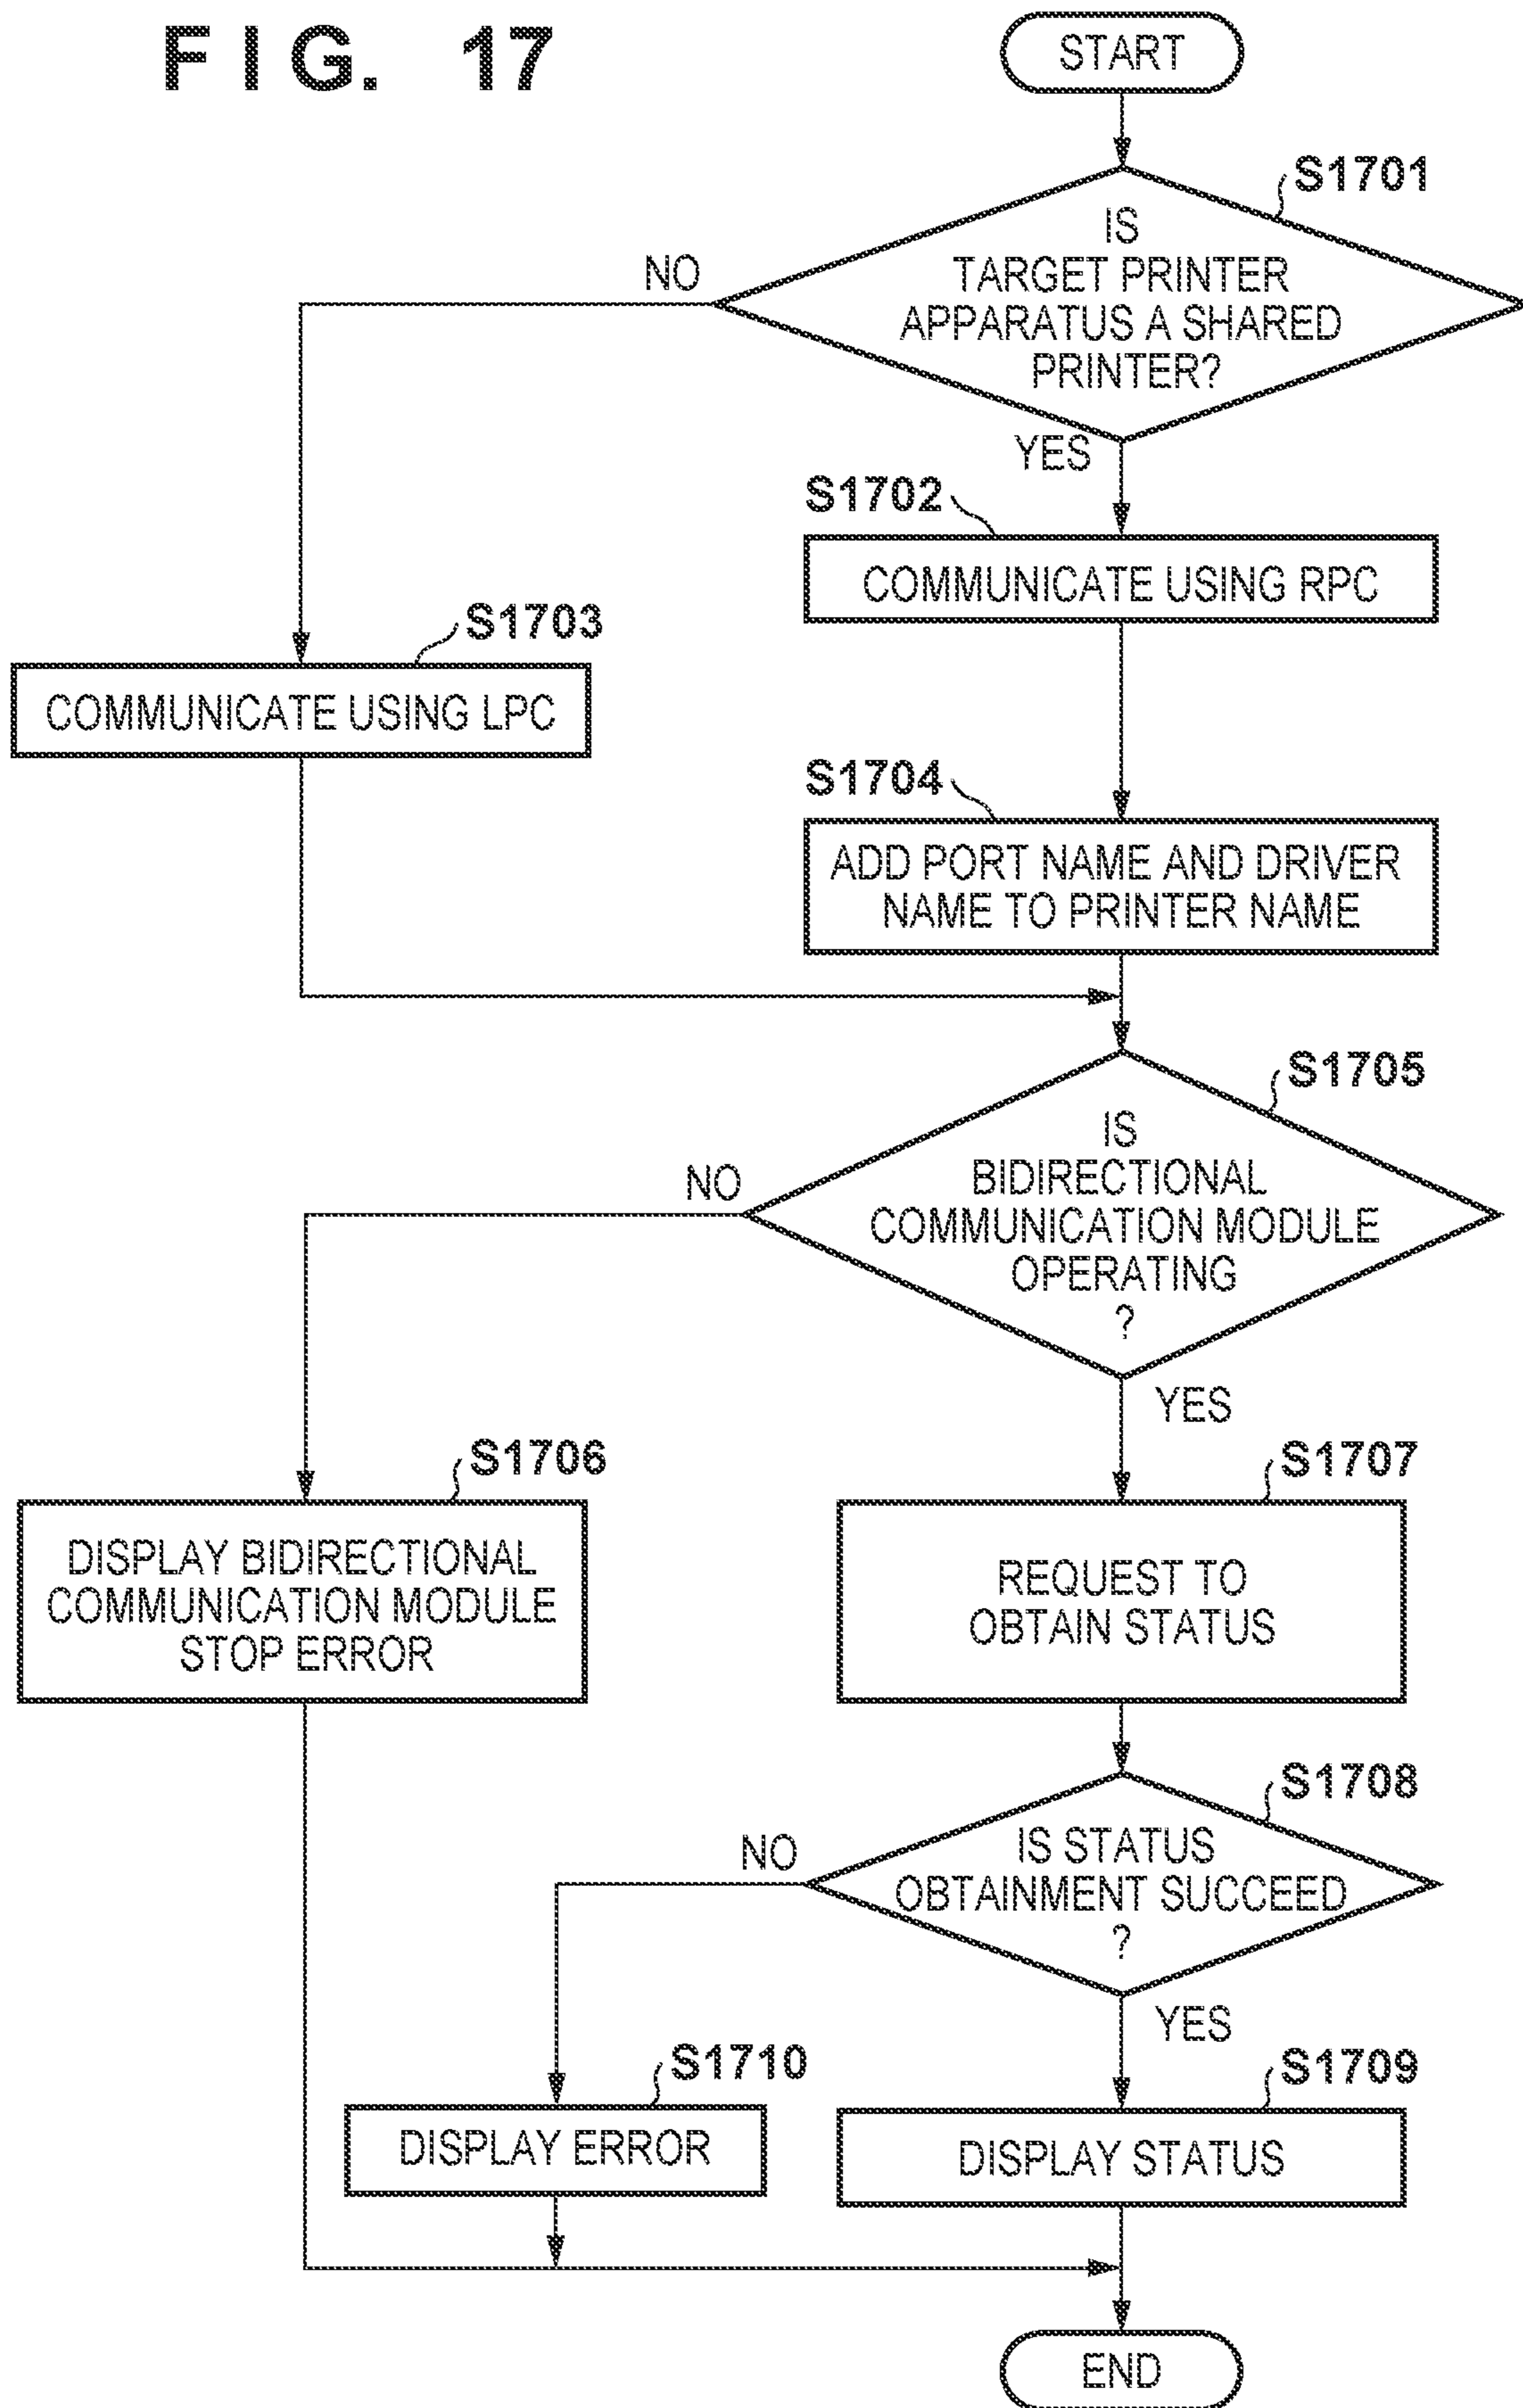 FIG. 17
START
S1701
IS
TARGET PRINTER
APPARATUS A SHARED
PRINTER?
NO
YES
S1702
COMMUNICATE USING RPC
S1703
COMMUNICATE USING LPC
S1704
ADD PORT NAME AND DRIVER
NAME TO PRINTER NAME
S1705
IS
BIDIRECTIONAL
COMMUNICATION MODULE
OPERATING
?
NO
YES
S1706
DISPLAY BIDIRECTIONAL
COMMUNICATION MODULE
STOP ERROR
S1707
REQUEST TO
OBTAIN STATUS
S1708
IS STATUS
OBTAINMENT SUCCEED
?
NO
YES
S1710
DISPLAY ERROR
S1709
DISPLAY STATUS
END